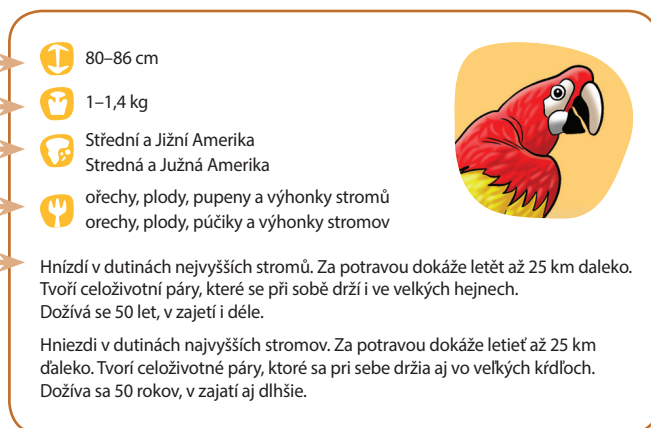 80–86 cm
1–1,4 kg
Střední a Jižní Amerika
Stredná a Južná Amerika
ořechy, plody, pupeny a výhonky stromů
orechy, plody, púčiky a výhonky stromov
Hnízdí v dutinách nejvyšších stromů. Za potravou dokáže letět až 25 km daleko.
Tvoří celoživotní páry, které se při sobě drží i ve velkých hejnech.
Dožívá se 50 let, v zajetí i déle.
Hniezdi v dutinách najvyšších stromov. Za potravou dokáže letieť až 25 km
ďaleko. Tvorí celoživotné páry, ktoré sa pri sebe držia aj vo veľkých kŕdľoch.
Dožíva sa 50 rokov, v zajatí aj dlhšie.